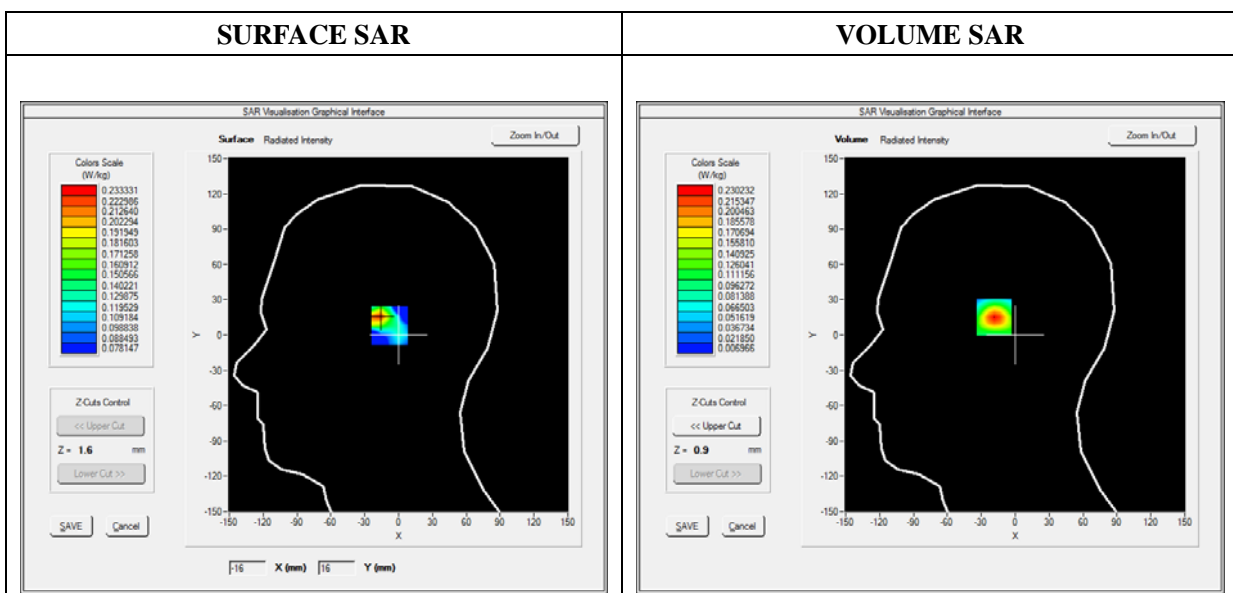 SURFACE SAR
VOLUME SAR
SAR Visualisation Graphical Interface
Surface Radiated Intensity
Zoom In/Out
Colors Scale
(W/kg)
0.233331
0.222986
0.212640
0.202294
0.191949
0.181603
0.171258
0.160912
0.150566
0.140221
0.129875
0.119529
0.109184
0.098838
0.088493
0.078147
150
120
90
60
30
0
-30
-60
-90
-120
-150
Y
-150 -120 -90 -60 -30 0 30 60 90 120 150
X
Z-Cuts Control
<< Upper Cut
Z = 1.6 mm
Lower Cut >>
SAVE Cancel
-16 X (mm) 16 Y (mm)
SAR Visualisation Graphical Interface
Volume Radiated Intensity
Zoom In/Out
Colors Scale
(W/kg)
0.230232
0.215347
0.200463
0.185578
0.170694
0.155810
0.140925
0.126041
0.111156
0.096272
0.081388
0.066503
0.051619
0.036734
0.021850
0.006966
150
120
90
60
30
0
-30
-60
-90
-120
-150
Y
-150 -120 -90 -60 -30 0 30 60 90 120 150
X
Z-Cuts Control
<< Upper Cut
Z = 0.9 mm
Lower Cut >>
SAVE Cancel